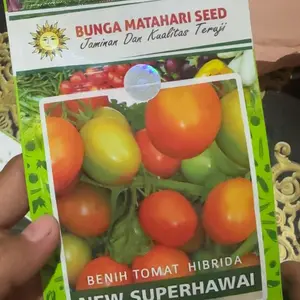 BUNGA MATAHARI SEED
Jaminan Dan Kualitas Teruji
BENIH TOMAT HIBRIDA
NEW SUPERHAWAI